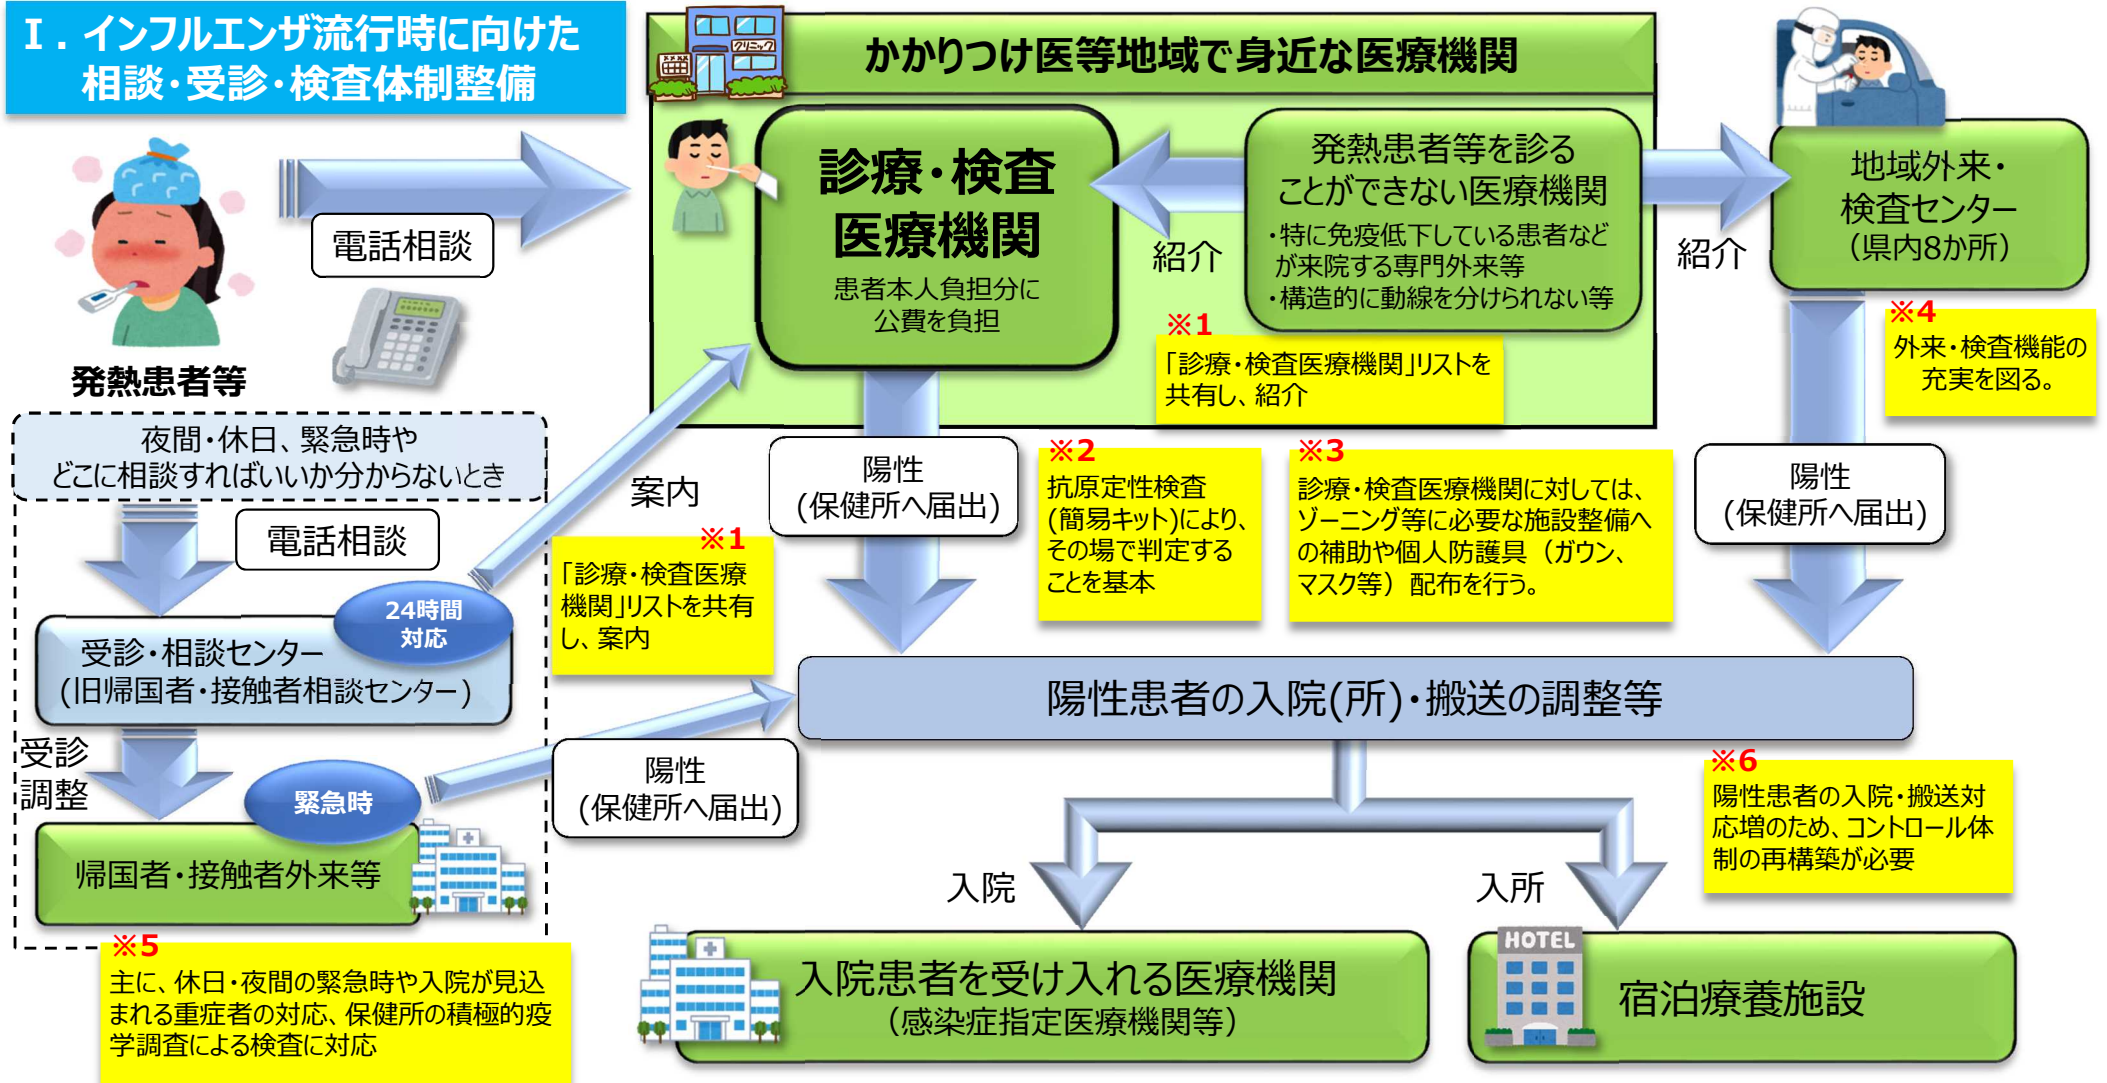 Ⅰ．インフルエンザ流行時に向けた
相談・受診・検査体制整備
発熱患者等
電話相談
クリニック
かかりつけ医等地域で身近な医療機関
診療・検査
医療機関
患者本人負担分に
公費を負担
紹介
発熱患者等を診る
ことができない医療機関
・特に免疫低下している患者など
が来院する専門外来等
・構造的に動線を分けられない等
※1
「診療・検査医療機関」リストを
共有し、紹介
紹介
地域外来・
検査センター
（県内8か所）
※4
外来・検査機能の
充実を図る。
夜間・休日、緊急時や
どこに相談すればいいか分からないとき
電話相談
24時間
対応
受診・相談センター
(旧帰国者・接触者相談センター)
案内
※1
「診療・検査医療
機関」リストを共有
し、案内
陽性
(保健所へ届出)
※2
抗原定性検査
(簡易キット)により、
その場で判定する
ことを基本
※3
診療・検査医療機関に対しては、
ゾーニング等に必要な施設整備へ
の補助や個人防護具（ガウン、
マスク等）配布を行う。
陽性
(保健所へ届出)
受診
調整
緊急時
帰国者・接触者外来等
陽性
(保健所へ届出)
※5
主に、休日・夜間の緊急時や入院が見込
まれる重症者の対応、保健所の積極的疫
学調査による検査に対応
陽性患者の入院(所)・搬送の調整等
※6
陽性患者の入院・搬送対
応増のため、コントロール体
制の再構築が必要
入院
入所
入院患者を受け入れる医療機関
（感染症指定医療機関等）
HOTEL
宿泊療養施設